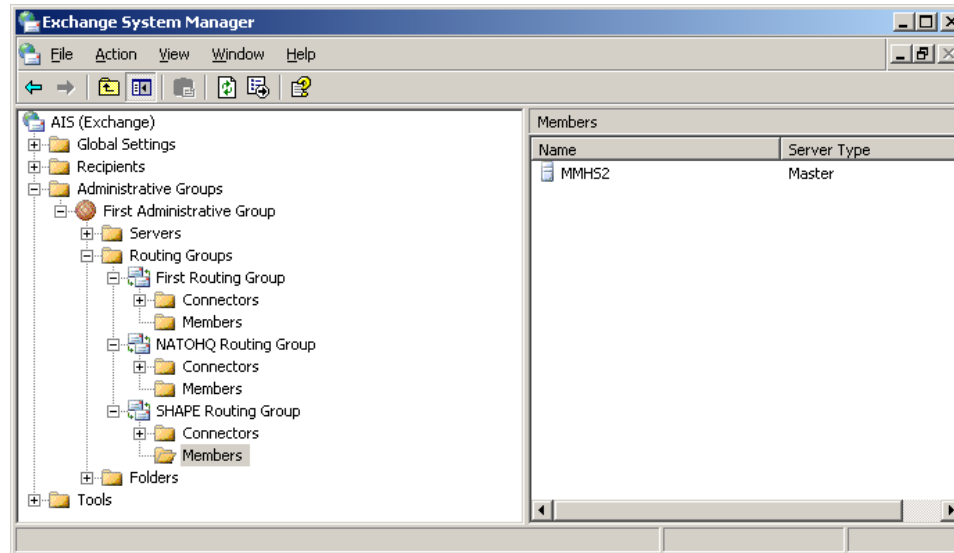 Exchange System Manager
File Action View Window Help
AIS (Exchange)
Global Settings
Recipients
Administrative Groups
First Administrative Group
Servers
Routing Groups
First Routing Group
Connectors
Members
NATOHQ Routing Group
Connectors
Members
SHAPE Routing Group
Connectors
Members
Folders
Tools
Members
Name Server Type
MMHS2 Master